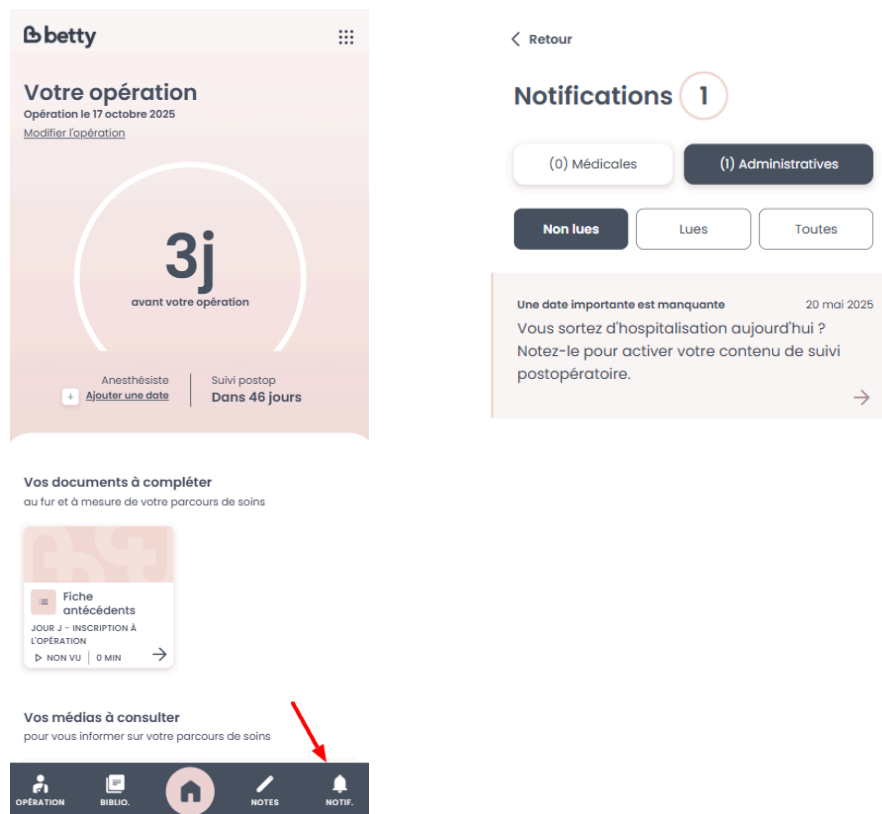 betty
Votre opération
Opération le 17 octobre 2025
Modifier l'opération
3j
avant votre opération
Anesthésiste
+ Ajouter une date
Suivi postop
Dans 46 jours
Vos documents à compléter
au fur et à mesure de votre parcours de soins
Fiche
antécédents
JOUR J - INSCRIPTION À
L'OPÉRATION
NON VU | 0 MIN
Vos médias à consulter
pour vous informer sur votre parcours de soins
OPÉRATION BIBLIO. NOTES NOTIF.
Retour
Notifications 1
(0) Médicales (1) Administratives
Non lues Lues Toutes
Une date importante est manquante 20 mai 2025
Vous sortez d'hospitalisation aujourd'hui ?
Notez-le pour activer votre contenu de suivi
postopératoire.